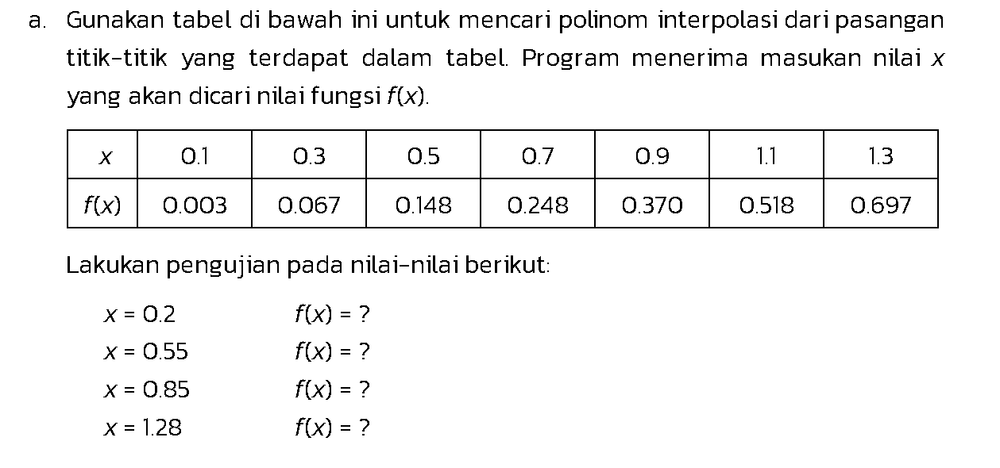 a. Gunakan tabel di bawah ini untuk mencari polinom interpolasi dari pasangan
titik-titik yang terdapat dalam tabel. Program menerima masukan nilai x
yang akan dicari nilai fungsi f(x).
x 0.1 0.3 0.5 0.7 0.9 1.1 1.3
f(x) 0.003 0.067 0.148 0.248 0.370 0.518 0.697
Lakukan pengujian pada nilai-nilai berikut:
x = 0.2 f(x) = ?
x = 0.55 f(x) = ?
x = 0.85 f(x) = ?
x = 1.28 f(x) = ?